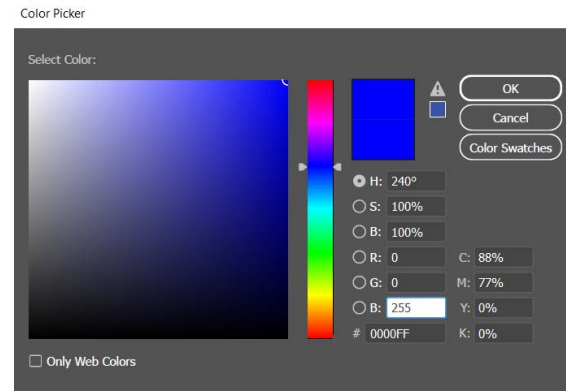 Color Picker
Select Color:
OK
Cancel
Color Swatches
H: 240°
S: 100%
B: 100%
R: 0 C: 88%
G: 0 M: 77%
B: 255 Y: 0%
# 0000FF K: 0%
Only Web Colors